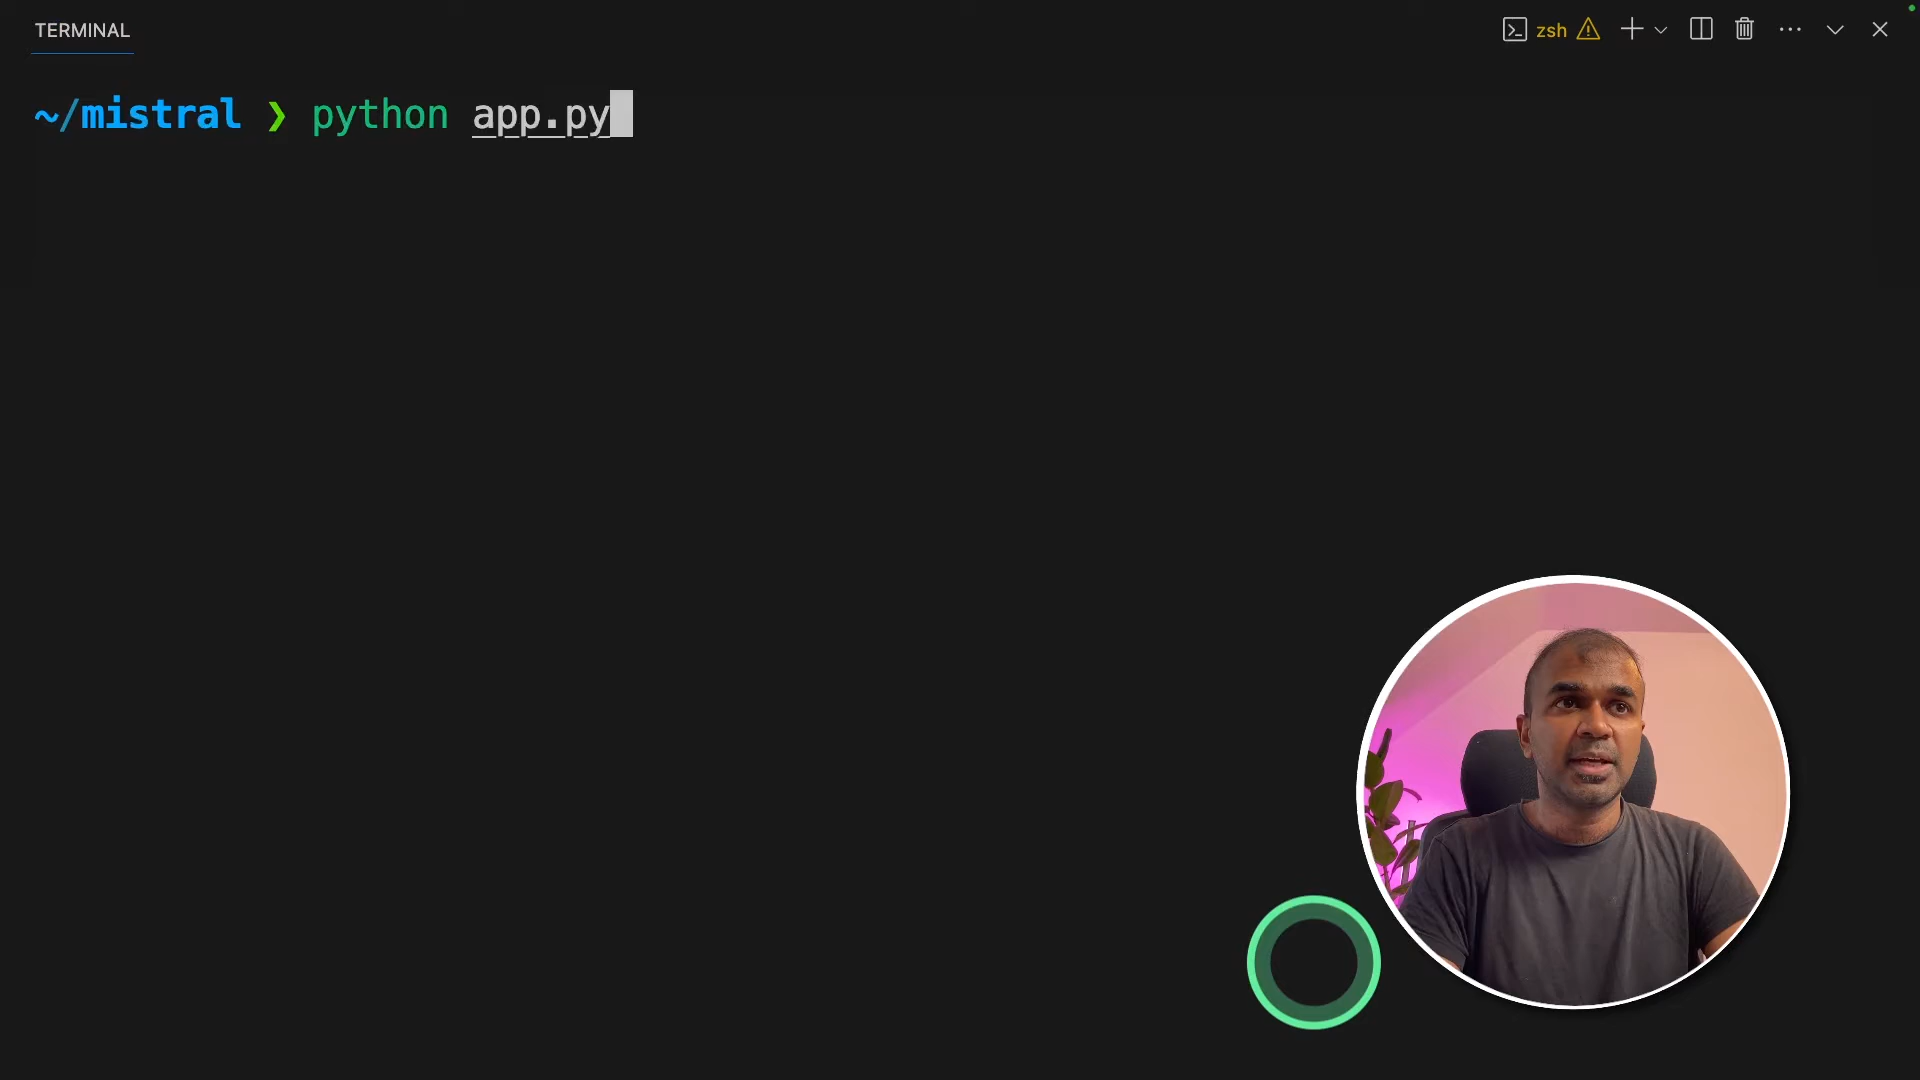 TERMINAL
zsh
~/mistral ❯ python app.py